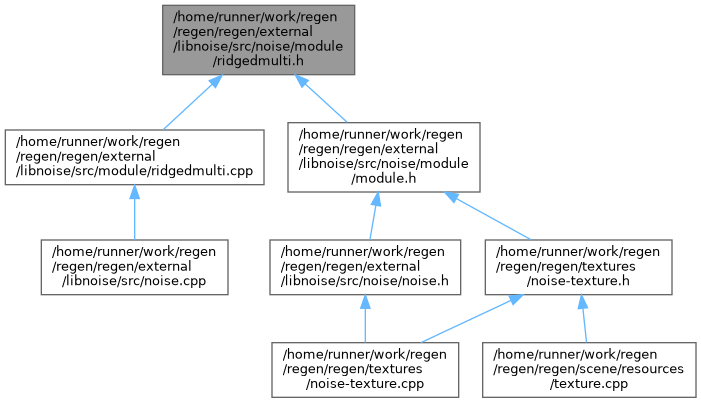 /home/runner/work/regen
/regen/regen/external
/libnoise/src/noise/module
/ridgedmulti.h
/home/runner/work/regen
/regen/regen/external
/libnoise/src/module/ridgedmulti.cpp
/home/runner/work/regen
/regen/regen/external
/libnoise/src/noise/module
/module.h
/home/runner/work/regen
/regen/regen/external
/libnoise/src/noise.cpp
/home/runner/work/regen
/regen/regen/external
/libnoise/src/noise/noise.h
/home/runner/work/regen
/regen/regen/textures
/noise-texture.h
/home/runner/work/regen
/regen/regen/textures
/noise-texture.cpp
/home/runner/work/regen
/regen/regen/scene/resources
/texture.cpp